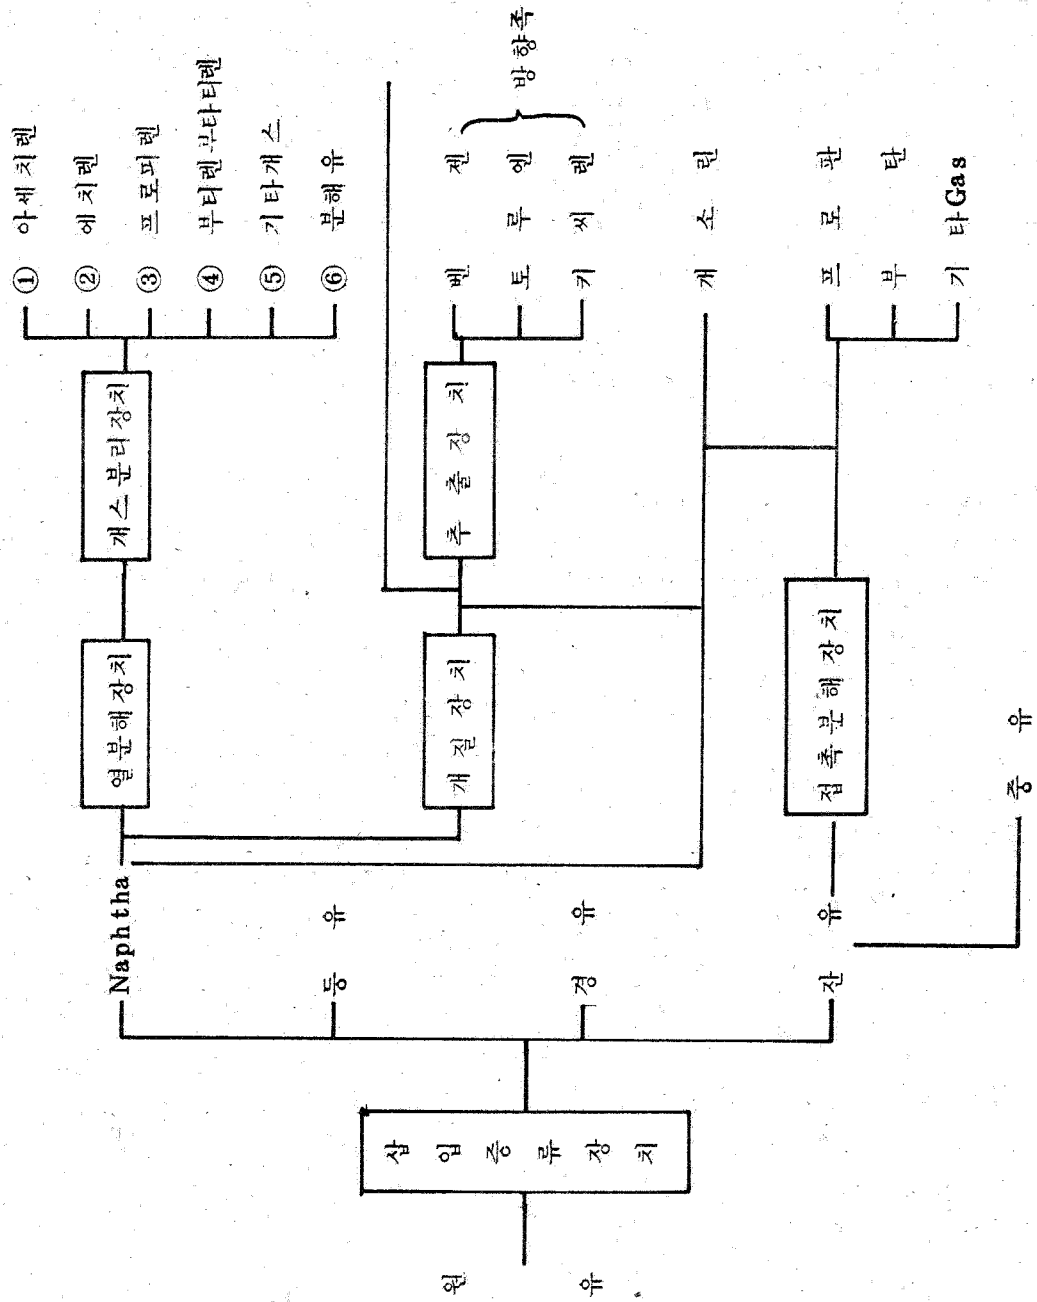 원유
삽입증류장치
Naphtha
등유
경유
잔유
중유
열분해장치
개스분리장치
① 아세치렌
② 에치렌
③ 프로피렌
④ 부티렌부타티렌
⑤ 기타개스
⑥ 분해유
개질장치
추출장치
벤젠
토루엔
키씨렌
방향족
개소린
접촉분해장치
프로판
부탄
기타Gas